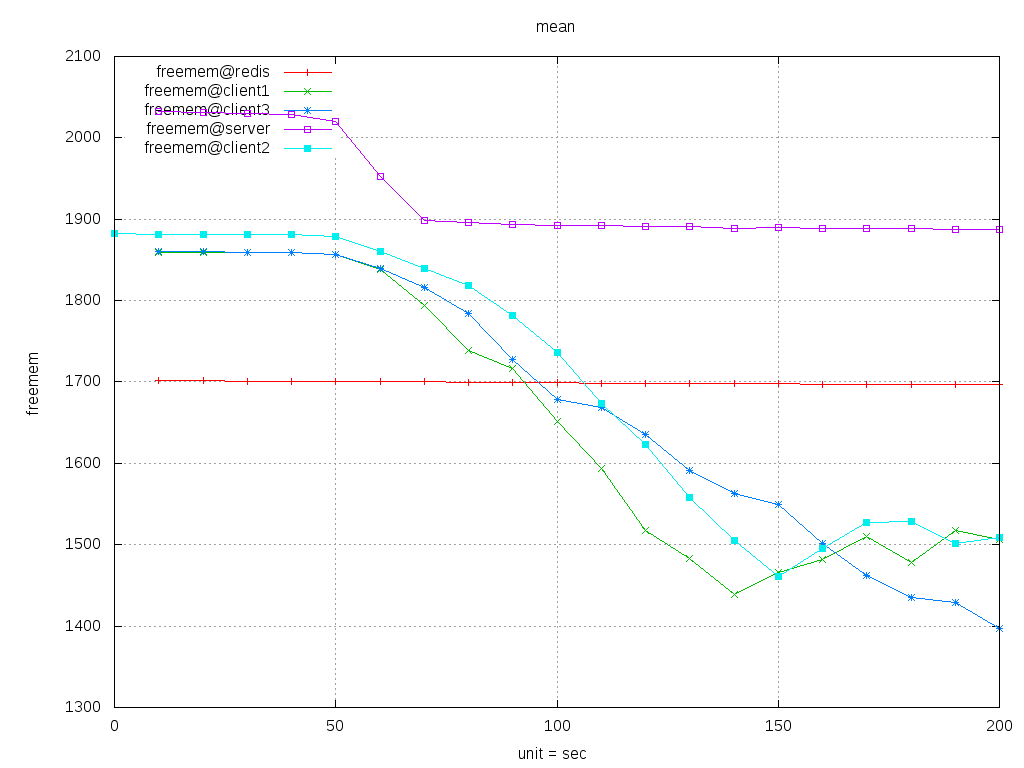 mean
2100
2000
1900
1800
1700
1600
1500
1400
1300
freemem
freemem@redis
freemem@client1
freemem@client3
freemem@server
freemem@client2
0 50 100 150 200
unit = sec